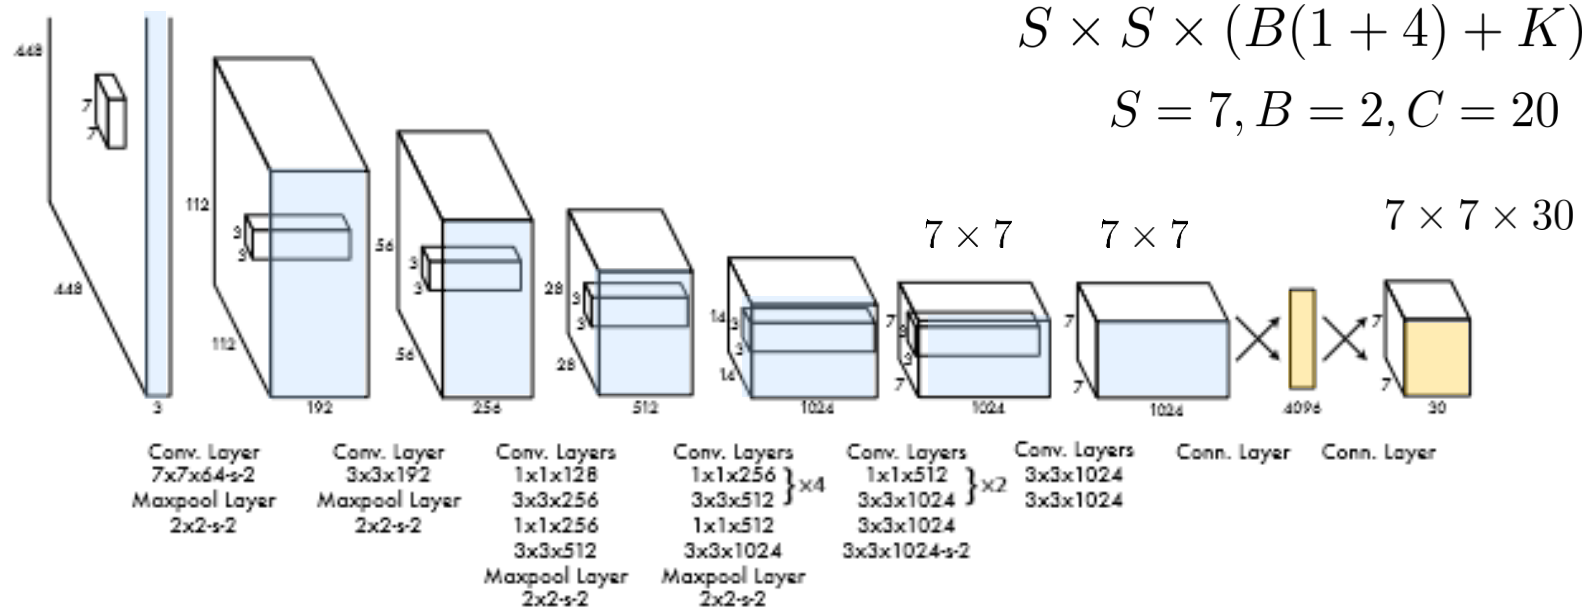 S × S × (B(1 + 4) + K)
S = 7, B = 2, C = 20
7 × 7
7 × 7
7 × 7 × 30
448
448
7
7
3
112
112
3
3
192
56
56
3
3
256
28
28
3
3
512
14
14
3
3
1024
7
7
3
3
1024
7
7
1024
4096
7
7
30
Conv. Layer
7x7x64-s-2
Maxpool Layer
2x2-s-2
Conv. Layer
3x3x192
Maxpool Layer
2x2-s-2
Conv. Layers
1x1x128
3x3x256
1x1x256
3x3x512
Maxpool Layer
2x2-s-2
Conv. Layers
1x1x256
3x3x512 }×4
1x1x512
3x3x1024
Maxpool Layer
2x2-s-2
Conv. Layers
1x1x512
3x3x1024 }×2
3x3x1024
3x3x1024-s-2
Conv. Layers
3x3x1024
3x3x1024
Conn. Layer
Conn. Layer